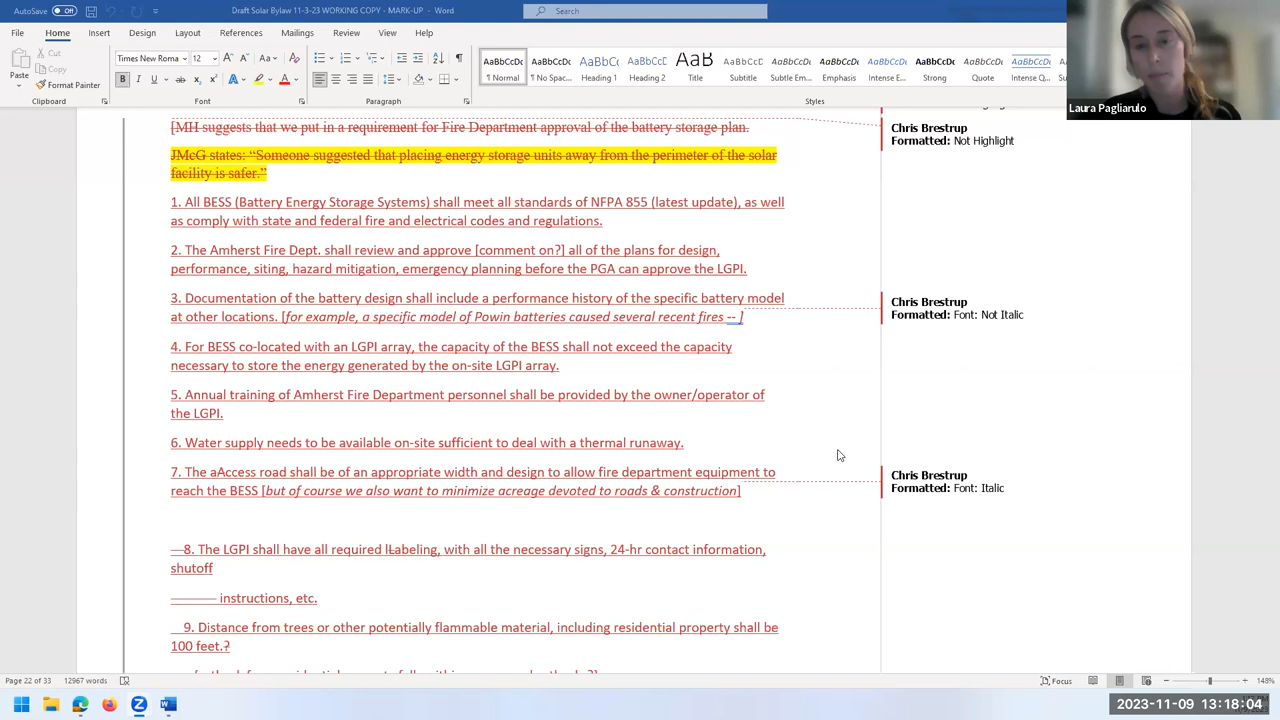 AutoSave Off
Draft Solar Bylaw 11-3-23 WORKING COPY - MARK-UP - Word
Search
File Home Insert Design Layout References Mailings Review View Help
Paste
Cut
Copy
Format Painter
Clipboard
Times New Roma 12
Font
Paragraph
AaBbCcDc AaBbCcDc AaBbC AaBbCcC AaB AaBbCcD AaBbCcDc AaBbCcDc AaBbCcDc AaBbCcDc AaBbCcDc AaBbCcDc
¶ Normal ¶ No Spac... Heading 1 Heading 2 Title Subtitle Subtle Em... Emphasis Intense E... Strong Quote Intense Q...
Styles
Laura Pagliarulo
[MH suggests that we put in a requirement for Fire Department approval of the battery storage plan.
JMcG states: “Someone suggested that placing energy storage units away from the perimeter of the solar
facility is safer.”
1. All BESS (Battery Energy Storage Systems) shall meet all standards of NFPA 855 (latest update), as well
as comply with state and federal fire and electrical codes and regulations.
2. The Amherst Fire Dept. shall review and approve [comment on?] all of the plans for design,
performance, siting, hazard mitigation, emergency planning before the PGA can approve the LGPI.
3. Documentation of the battery design shall include a performance history of the specific battery model
at other locations. [for example, a specific model of Powin batteries caused several recent fires -- ]
4. For BESS co-located with an LGPI array, the capacity of the BESS shall not exceed the capacity
necessary to store the energy generated by the on-site LGPI array.
5. Annual training of Amherst Fire Department personnel shall be provided by the owner/operator of
the LGPI.
6. Water supply needs to be available on-site sufficient to deal with a thermal runaway.
7. The aAccess road shall be of an appropriate width and design to allow fire department equipment to
reach the BESS [but of course we also want to minimize acreage devoted to roads & construction]
8. The LGPI shall have all required lLabeling, with all the necessary signs, 24-hr contact information,
shutoff
instructions, etc.
9. Distance from trees or other potentially flammable material, including residential property shall be
100 feet.?
Chris Brestrup
Formatted: Not Highlight
Chris Brestrup
Formatted: Font: Not Italic
Chris Brestrup
Formatted: Font: Italic
Page 22 of 33 12967 words
Focus
148%
2023-11-09 13:18:04